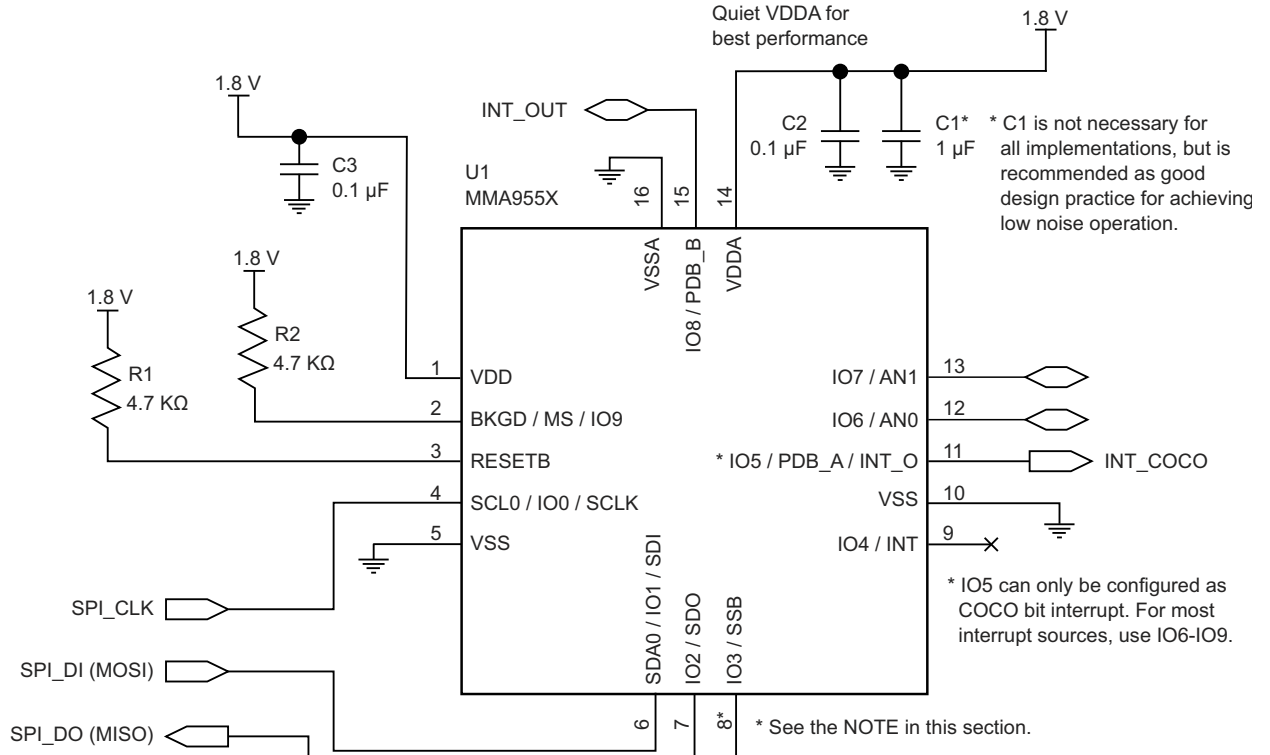 Quiet VDDA for
best performance
1.8 V
1.8 V
INT_OUT
C2
0.1 µF
C1*
1 µF
* C1 is not necessary for
all implementations, but is
recommended as good
design practice for achieving
low noise operation.
C3
0.1 µF
U1
MMA955X
16
15
14
VSSA
IO8 / PDB_B
VDDA
1.8 V
1.8 V
R2
4.7 KΩ
R1
4.7 KΩ
1
VDD
2
BKGD / MS / IO9
3
RESETB
4
SCL0 / IO0 / SCLK
5
VSS
IO7 / AN1
13
IO6 / AN0
12
* IO5 / PDB_A / INT_O
11
INT_COCO
VSS
10
IO4 / INT
9
* IO5 can only be configured as
COCO bit interrupt. For most
interrupt sources, use IO6-IO9.
SDA0 / IO1 / SDI
IO2 / SDO
IO3 / SSB
SPI_CLK
SPI_DI (MOSI)
SPI_DO (MISO)
6
7
8*
* See the NOTE in this section.